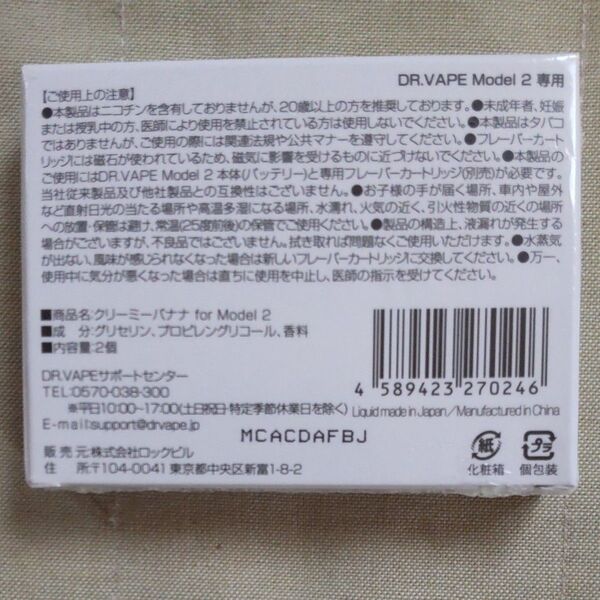 DR.VAPE Model 2 専用
【ご使用上の注意】
●本製品はニコチンを含有しておりませんが、20歳以上の方を推奨しております。●未成年者、妊娠
または授乳中の方、医師により使用を禁止されている方は使用しないでください。●本製品はタバコ
ではありませんが、ご使用の際には関連法規や公共マナーを遵守してください。●フレーバーカート
リッジには磁石が使われているため、磁気に影響を受けるものに近づけないでください。●本製品の
ご使用にはDR.VAPE Model 2 本体(バッテリー)と専用フレーバーカートリッジ(別売)が必要です。
当社従来製品及び他社製品との互換性はございません。●お子様の手が届く場所、車内や屋外
など直射日光の当たる場所や高温多湿になる場所、水濡れ、火気の近く、引火性物質の近くの場所
への放置・保管は避け、常温(25度前後)の保管でご使用ください。●製品の構造上、液漏れが発生する
場合がございますが、不良品ではございません。拭き取れば問題なくご使用いただけます。●水蒸気
が出ない、風味が感じられなくなった場合は新しいフレーバーカートリッジに交換してください。●万一、
使用中に気分が悪くなった場合は直ちに使用を中止し、医師の指示を受けてください。
■商品名:クリーミーバナナ for Model 2
■成　分:グリセリン、プロピレングリコール、香料
■内容量:2個
DR.VAPEサポートセンター
TEL:0570-038-300
※平日10:00~17:00(土日祝日・特定季節休業日を除く)
E-mail:support@drvape.jp
MCACDAFBJ
販 売 元:株式会社ロックビル
住　　所:〒104-0041 東京都中央区新富1-8-2
4 589423 270246
Liquid made in Japan / Manufactured in China
紙
化粧箱
プラ
個包装